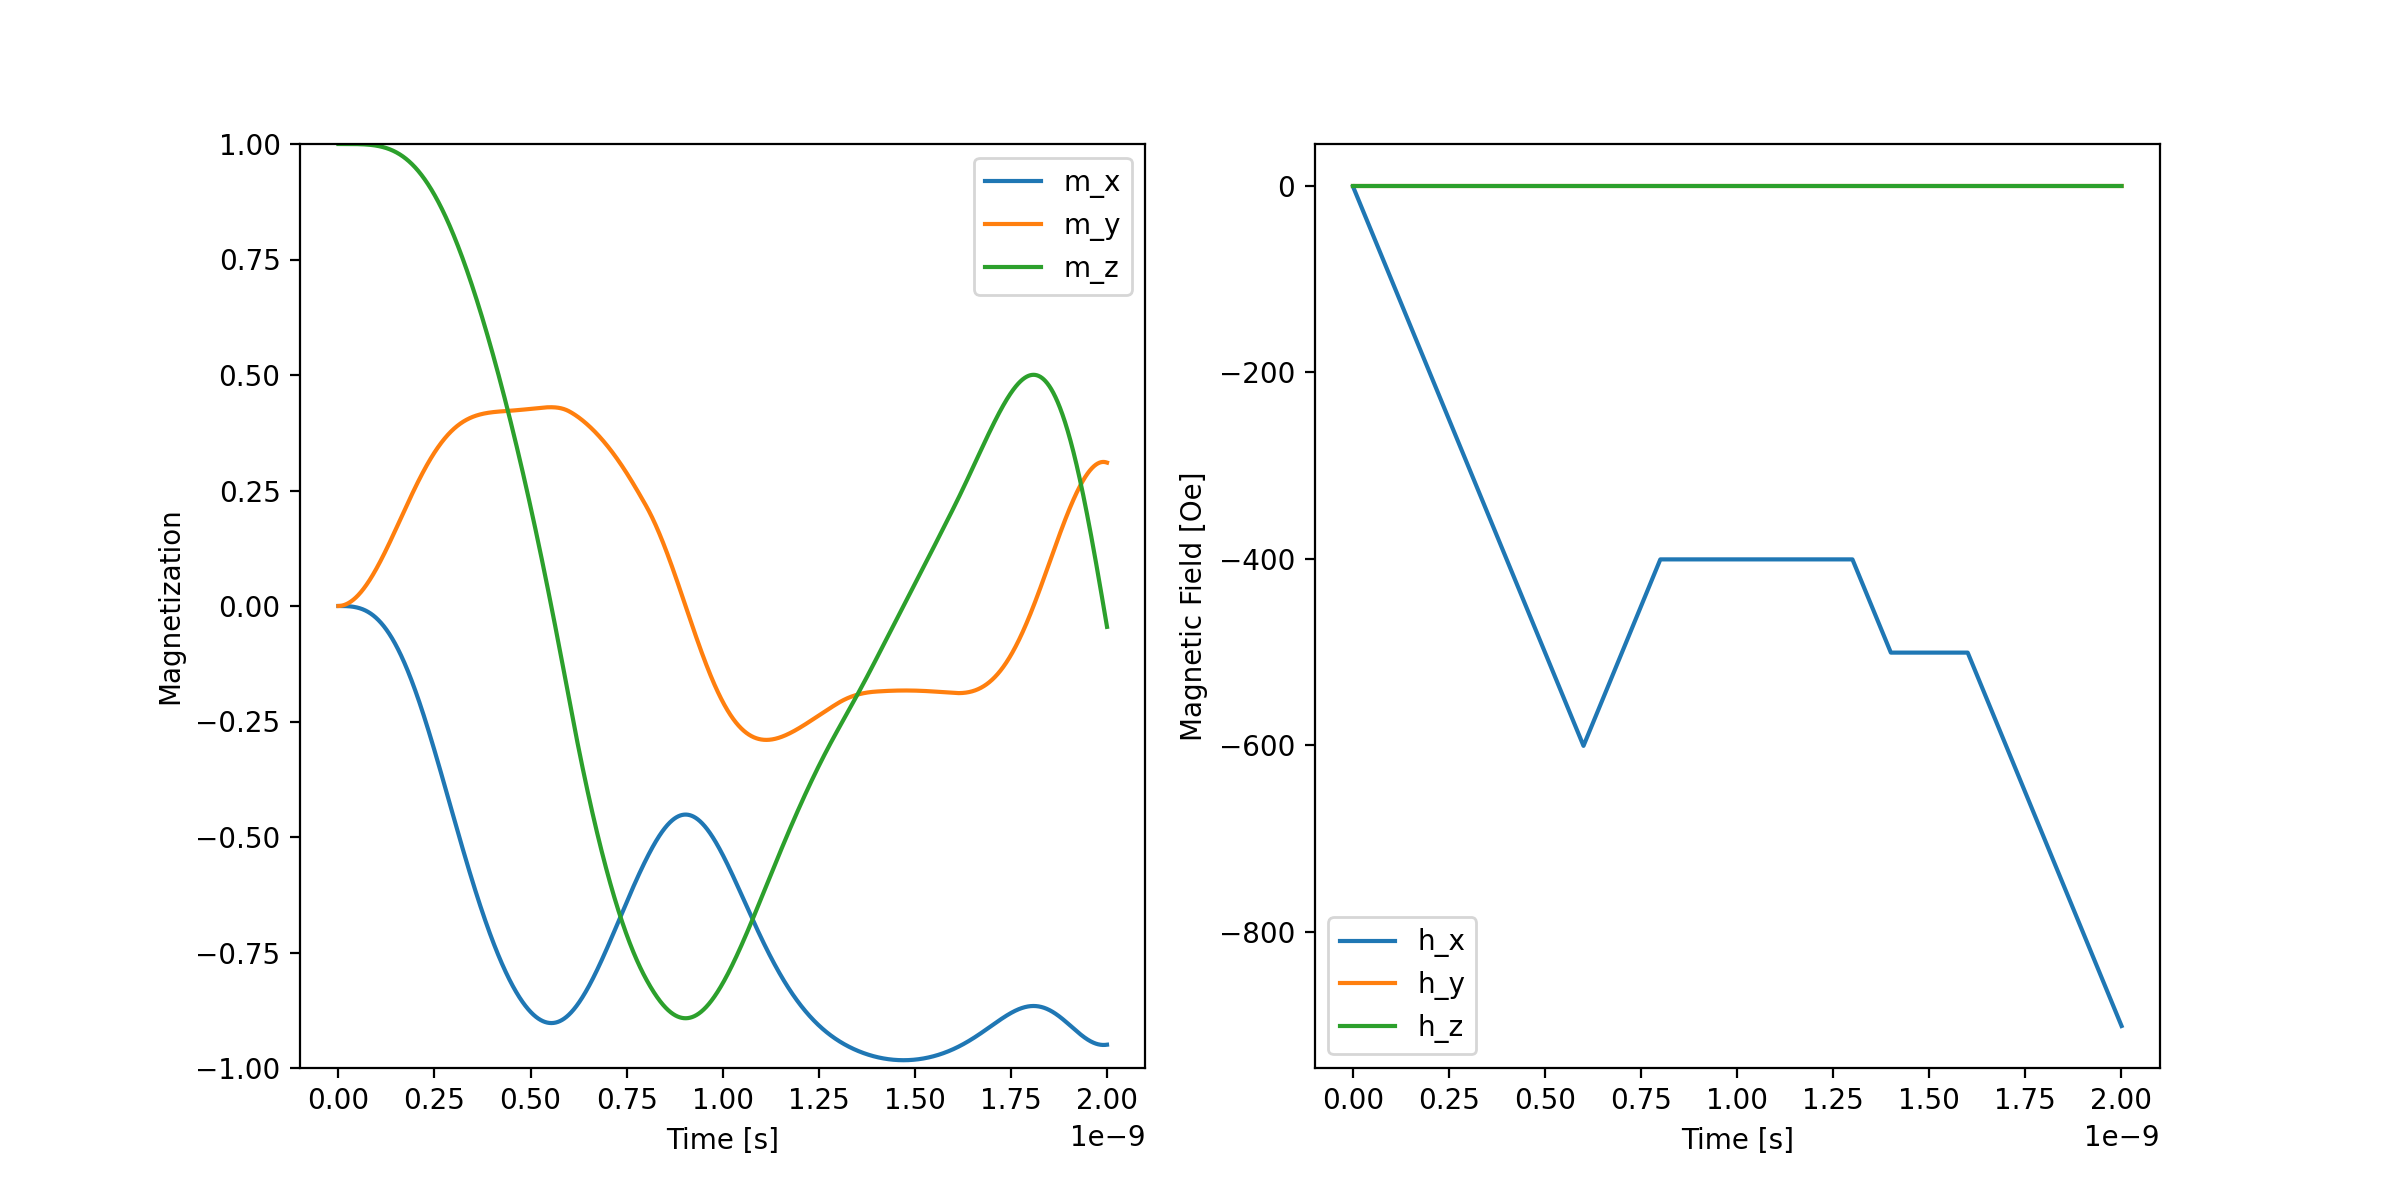 Magnetization
1.00
0.75
0.50
0.25
0.00
−0.25
−0.50
−0.75
−1.00
m_x
m_y
m_z
0.00 0.25 0.50 0.75 1.00 1.25 1.50 1.75 2.00
Time [s]
1e−9
Magnetic Field [Oe]
0
−200
−400
−600
−800
h_x
h_y
h_z
0.00 0.25 0.50 0.75 1.00 1.25 1.50 1.75 2.00
Time [s]
1e−9